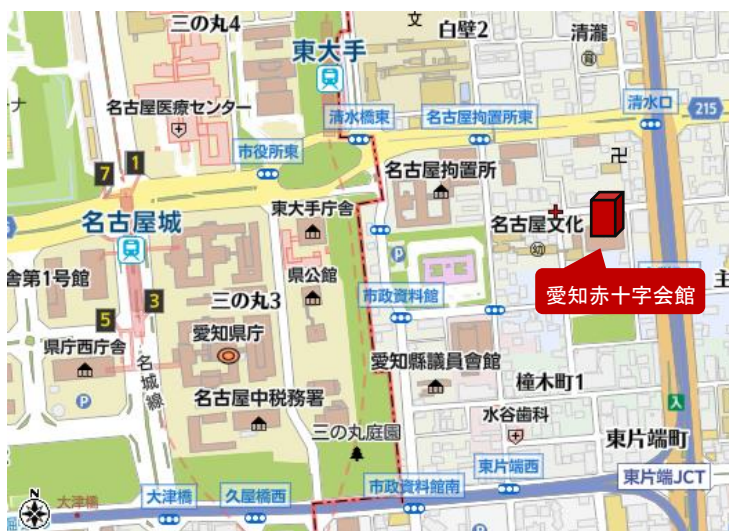 三の丸4
文
白壁2
清瀧
東大手
名古屋医療センター
清水橋東
名古屋拘置所東
清水口
215
市役所東
7
1
名古屋拘置所
卍
名古屋城
東大手庁舎
P
名古屋文化
幼
舎第1号館
県公館
愛知赤十字会館
5
3
三の丸3
市政資料館
主
県庁西庁舎
愛知県庁
愛知縣議員會館
名城線
橦木町1
P
名古屋中税務署
水谷歯科
入
三の丸庭園
東片端町
東片端西
東片端JCT
N
大津橋
大津橋
久屋橋西
市政資料館南